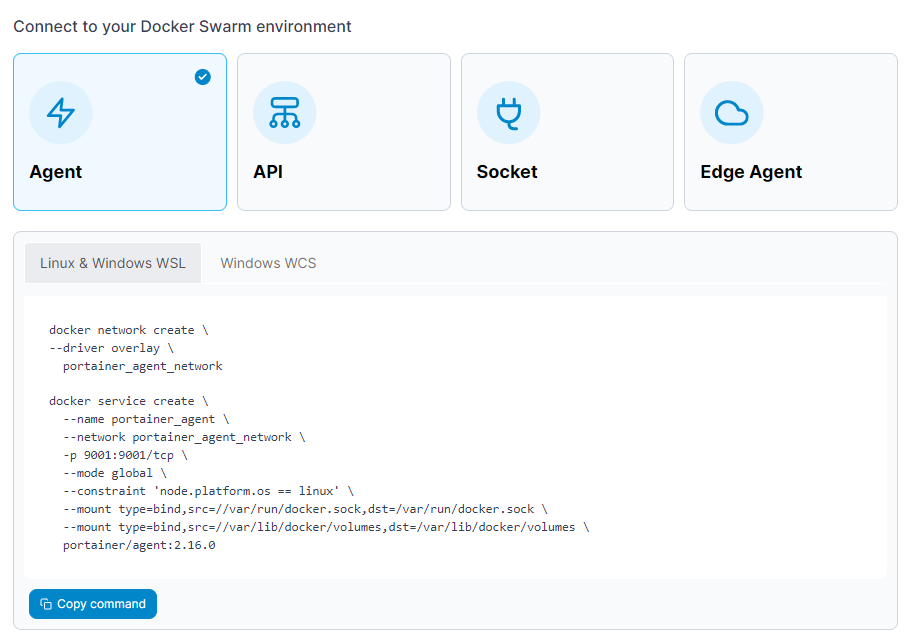 Connect to your Docker Swarm environment
Agent
API
Socket
Edge Agent
Linux & Windows WSL
Windows WCS
docker network create \
--driver overlay \
  portainer_agent_network

docker service create \
  --name portainer_agent \
  --network portainer_agent_network \
  -p 9001:9001/tcp \
  --mode global \
  --constraint 'node.platform.os == linux' \
  --mount type=bind,src=//var/run/docker.sock,dst=/var/run/docker.sock \
  --mount type=bind,src=//var/lib/docker/volumes,dst=/var/lib/docker/volumes \
  portainer/agent:2.16.0
Copy command